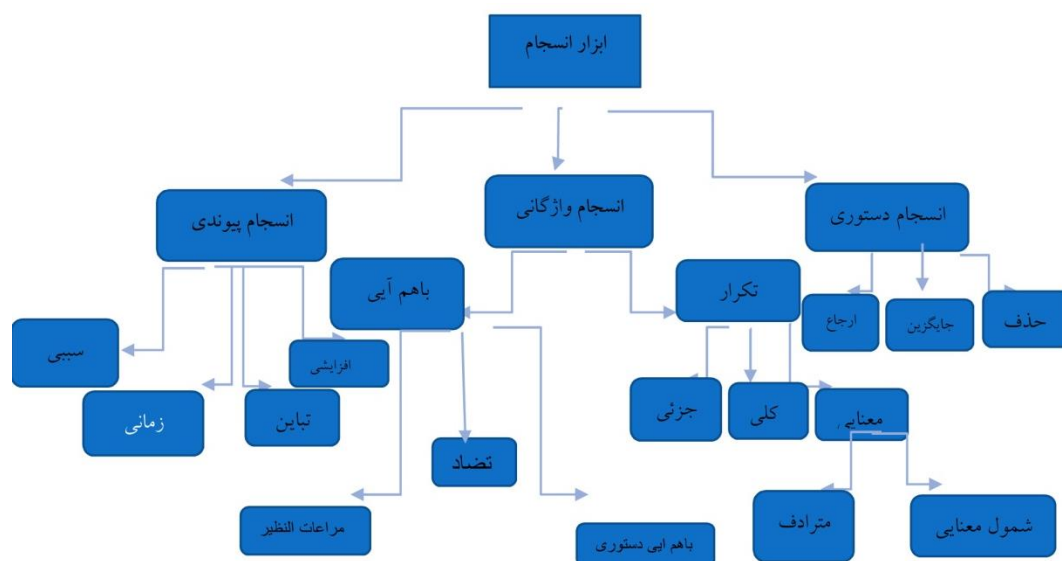 ابزار انسجام
انسجام دستوری
انسجام واژگانی
انسجام پیوندی
حذف
جایگزین
ارجاع
تکرار
باهم آیی
افزایشی
سببی
معنایی
کلی
جزئی
تباین
زمانی
تضاد
شمول معنایی
مترادف
باهم ایی دستوری
مراعات النظیر